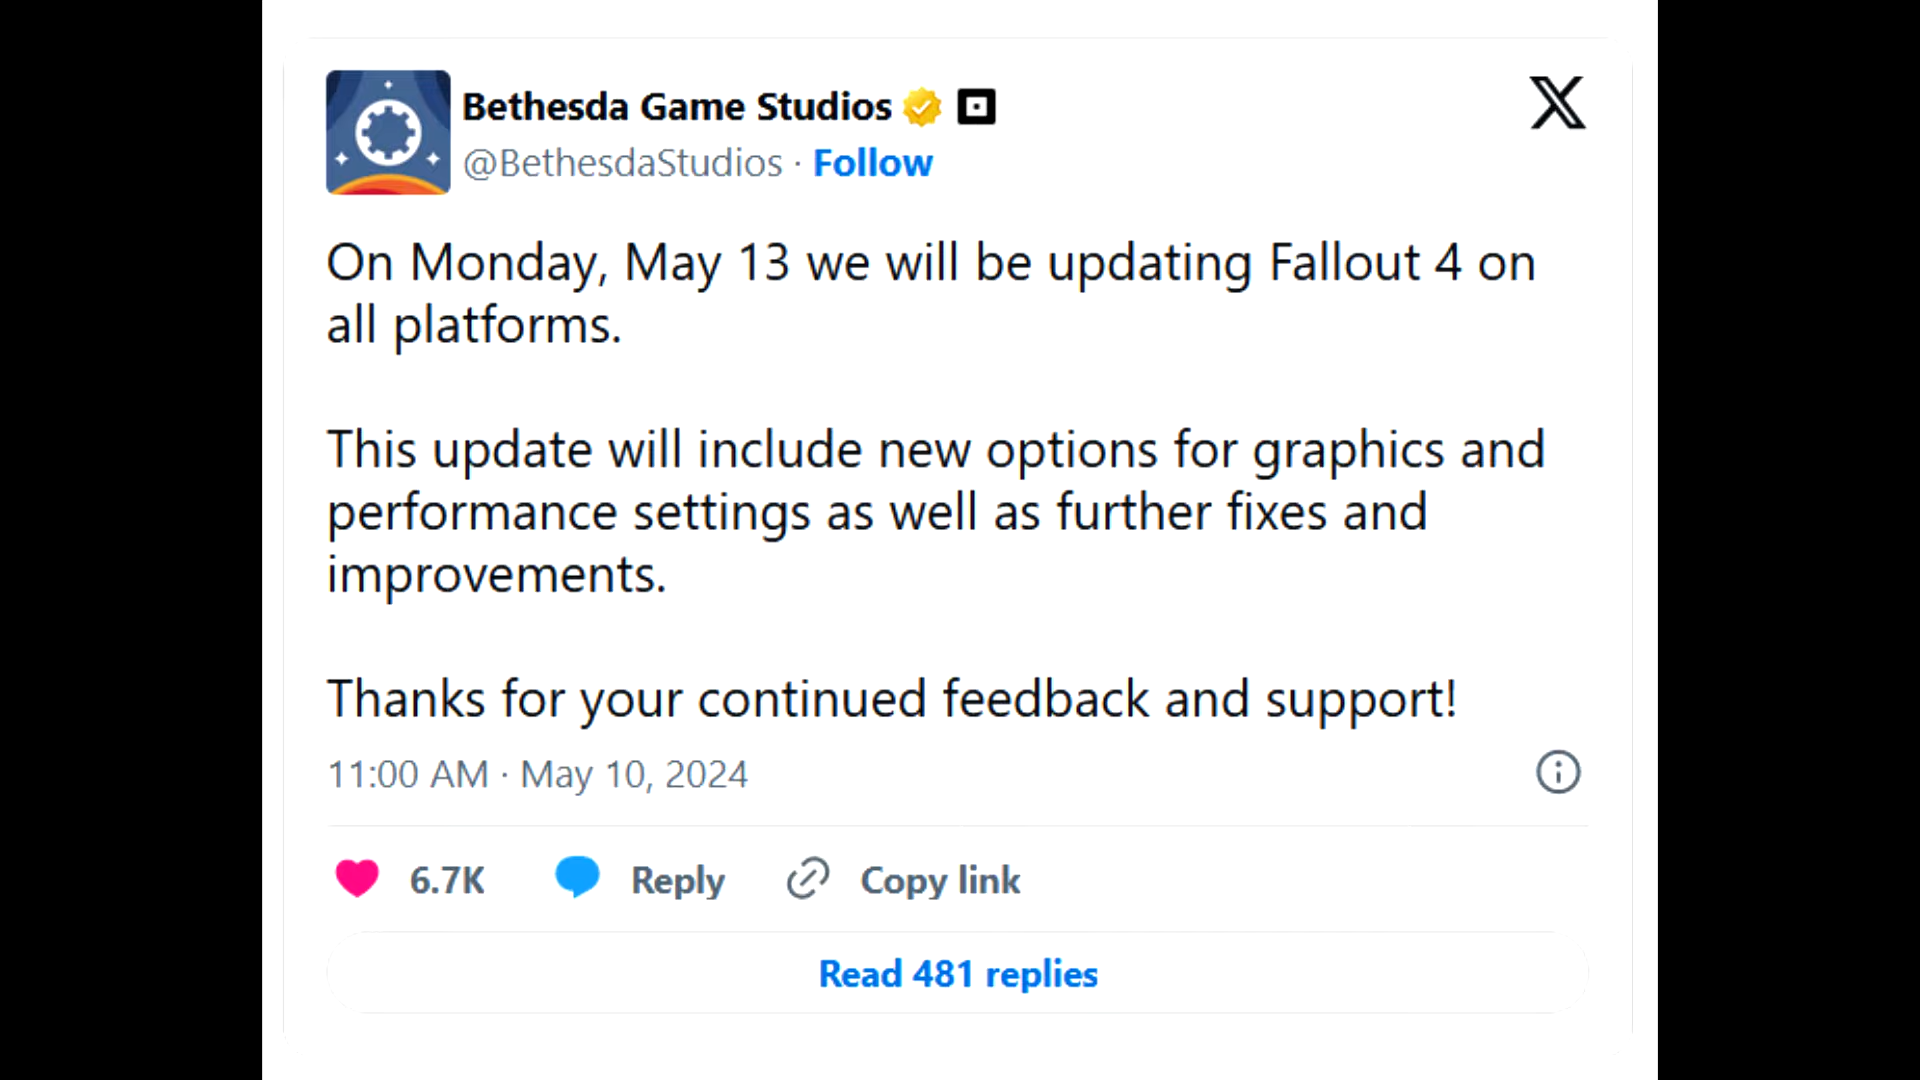 Bethesda Game Studios
@BethesdaStudios · Follow
On Monday, May 13 we will be updating Fallout 4 on
all platforms.
This update will include new options for graphics and
performance settings as well as further fixes and
improvements.
Thanks for your continued feedback and support!
11:00 AM · May 10, 2024
6.7K Reply Copy link
Read 481 replies